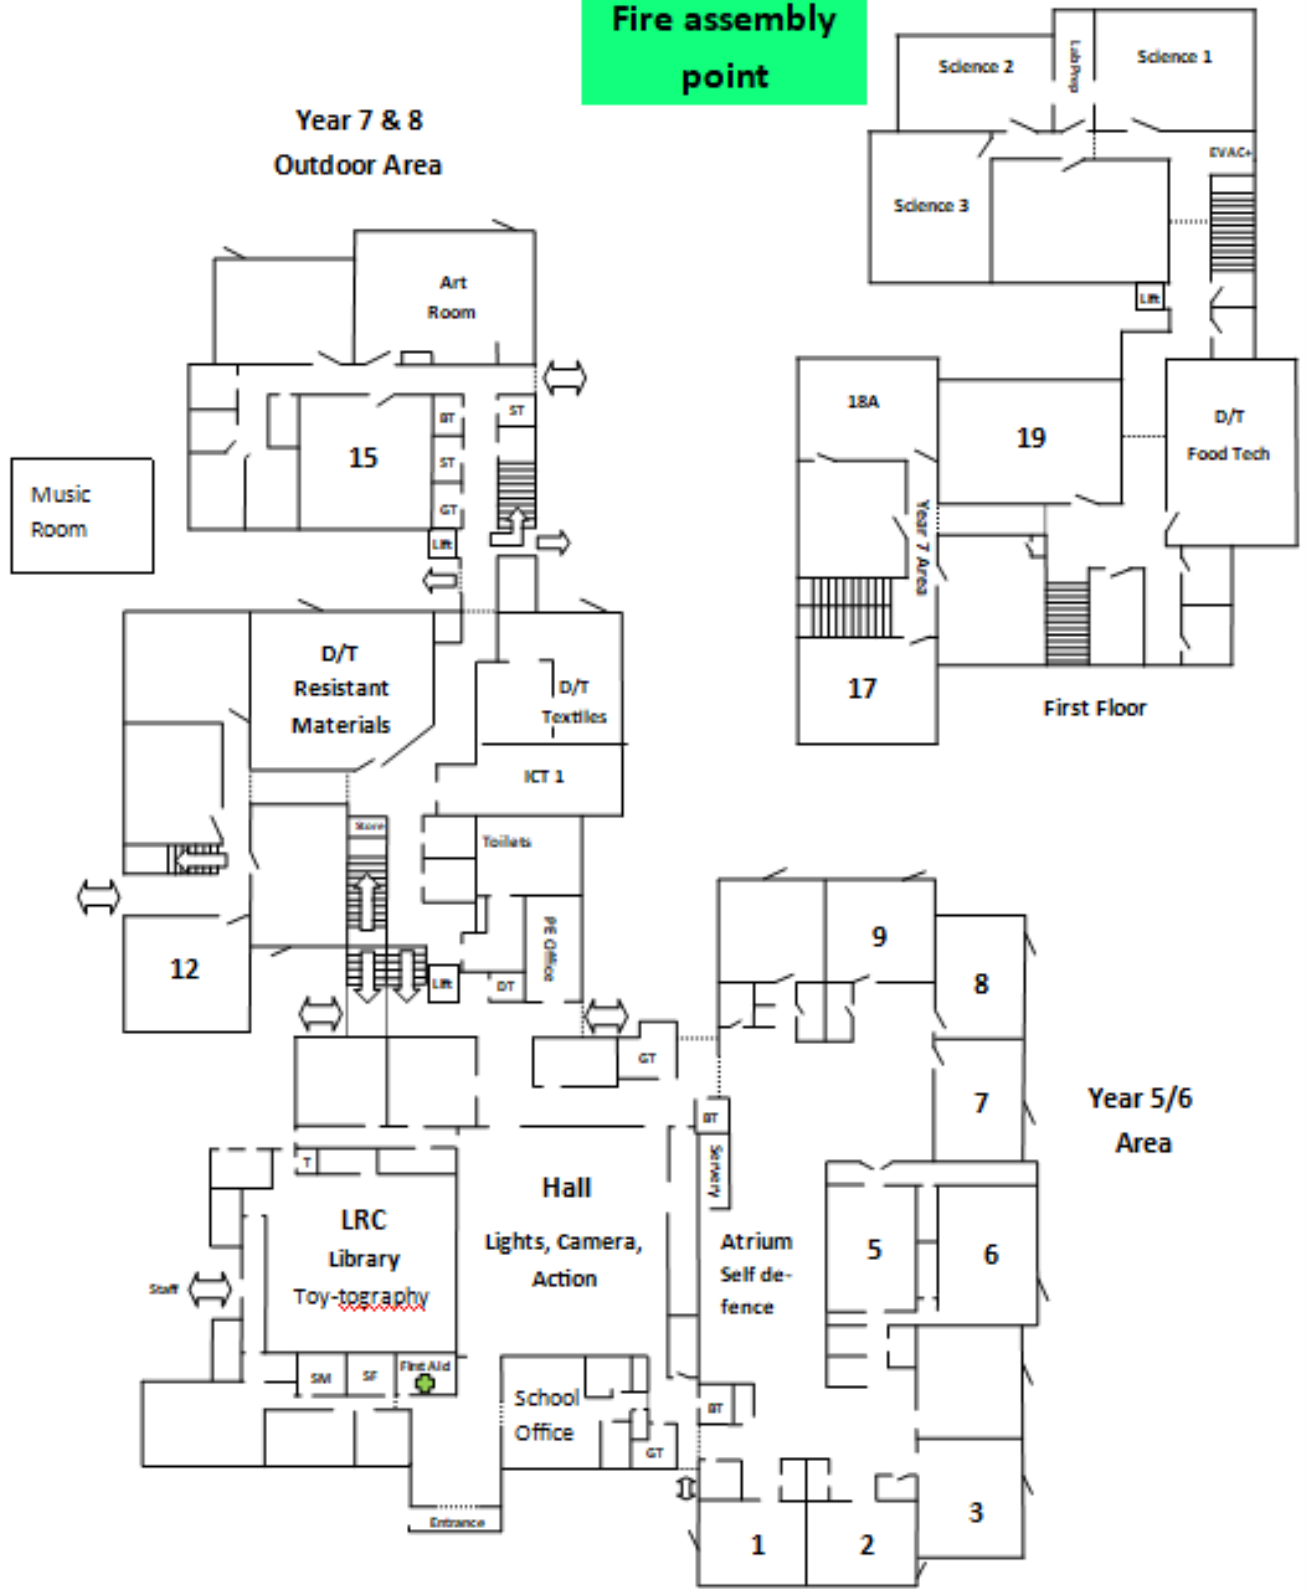 Fire assembly
point
Year 7 & 8
Outdoor Area
Science 2
Lab Prep
Science 1
EVAC+
Science 3
Lift
Art
Room
15
BT
ST
ST
GT
Lift
Music
Room
18A
19
D/T
Food Tech
Year 7 Area
17
First Floor
D/T
Resistant
Materials
D/T
Textiles
ICT 1
Store
Toilets
PE Office
12
Lift
DT
9
8
7
GT
BT
Servery
Year 5/6
Area
T
LRC
Library
Toy-tography
Hall
Lights, Camera,
Action
Atrium
Self de-
fence
5
6
Staff
SM
SF
First Aid
School
Office
GT
BT
Entrance
1
2
3